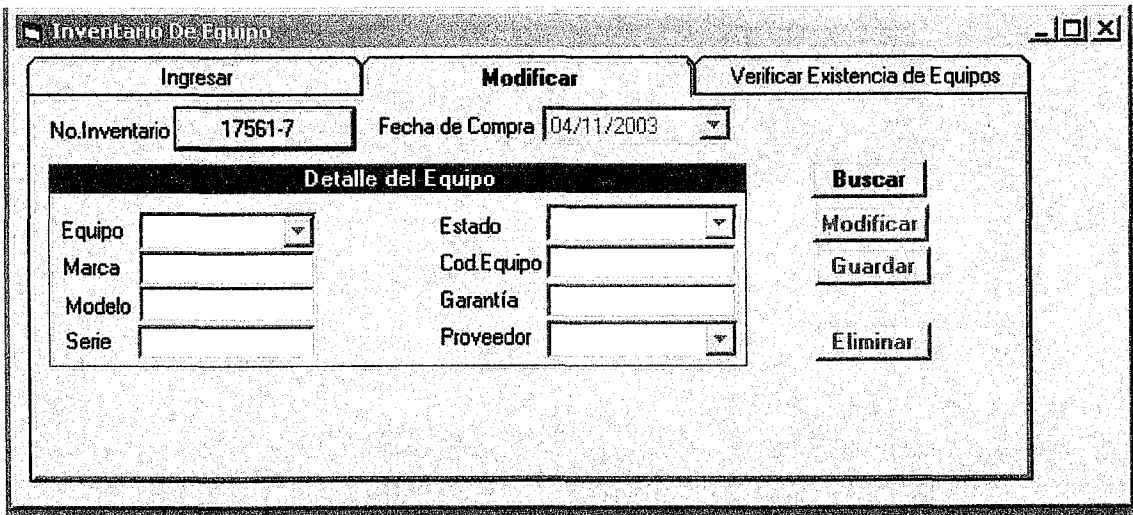 Inventario De Equipo
Ingresar Modificar Verificar Existencia de Equipos
No.Inventario 17561-7 Fecha de Compra 04/11/2003
Detalle del Equipo
Buscar
Equipo Estado Modificar
Marca Cod.Equipo Guardar
Modelo Garantía
Serie Proveedor Eliminar